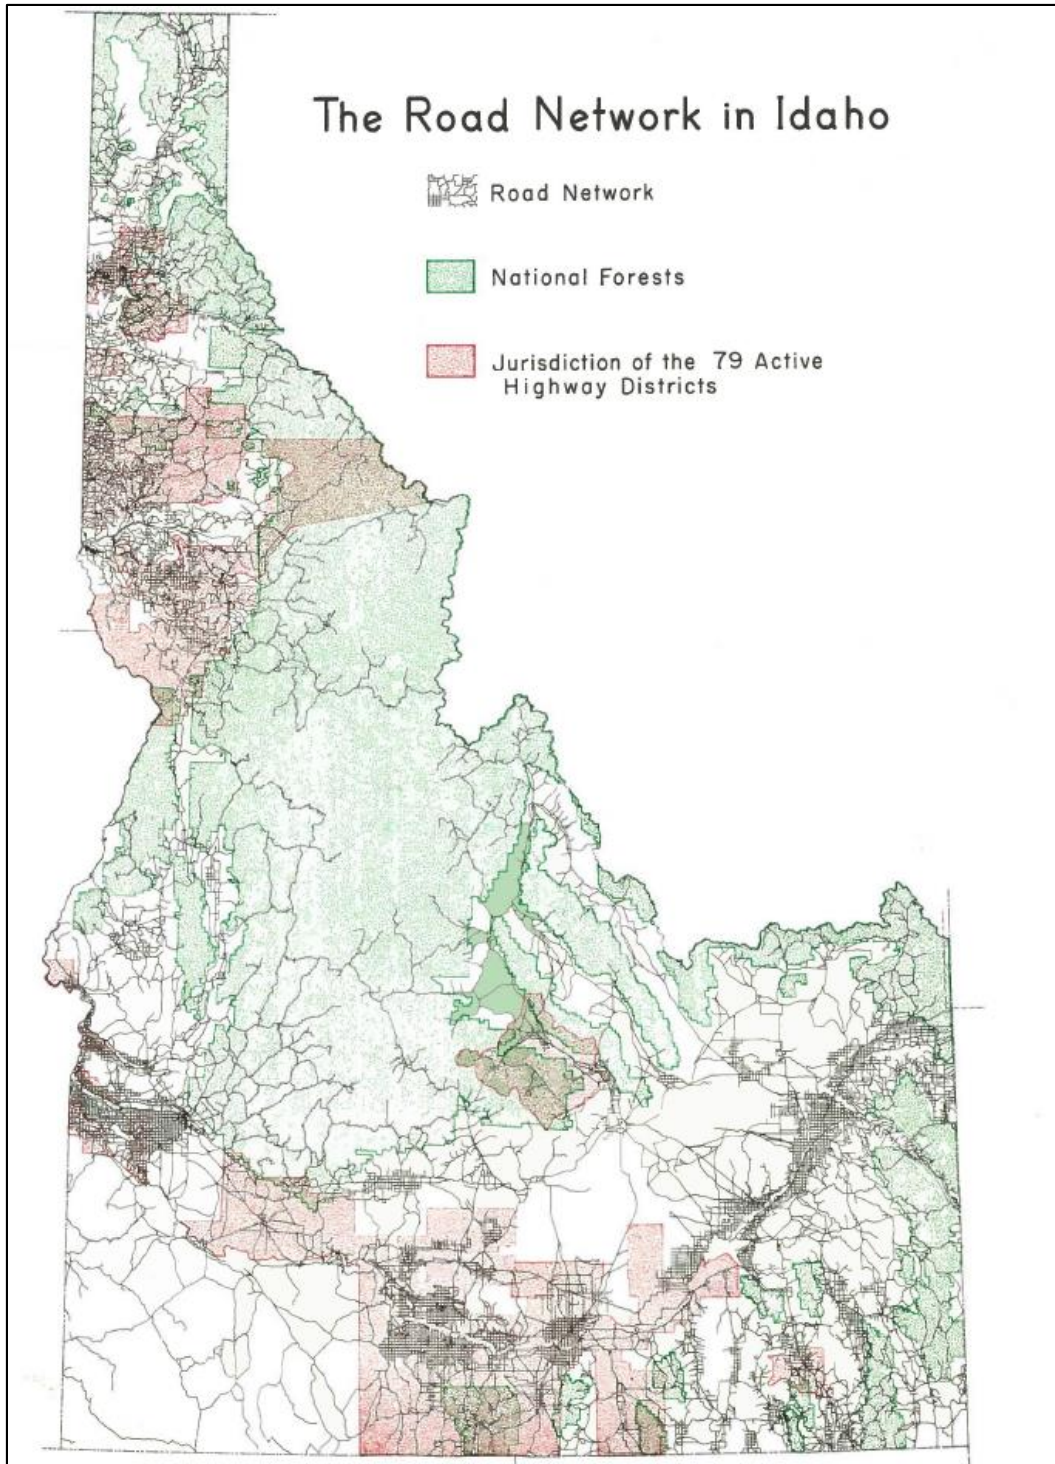 The Road Network in Idaho
Road Network
National Forests
Jurisdiction of the 79 Active
Highway Districts